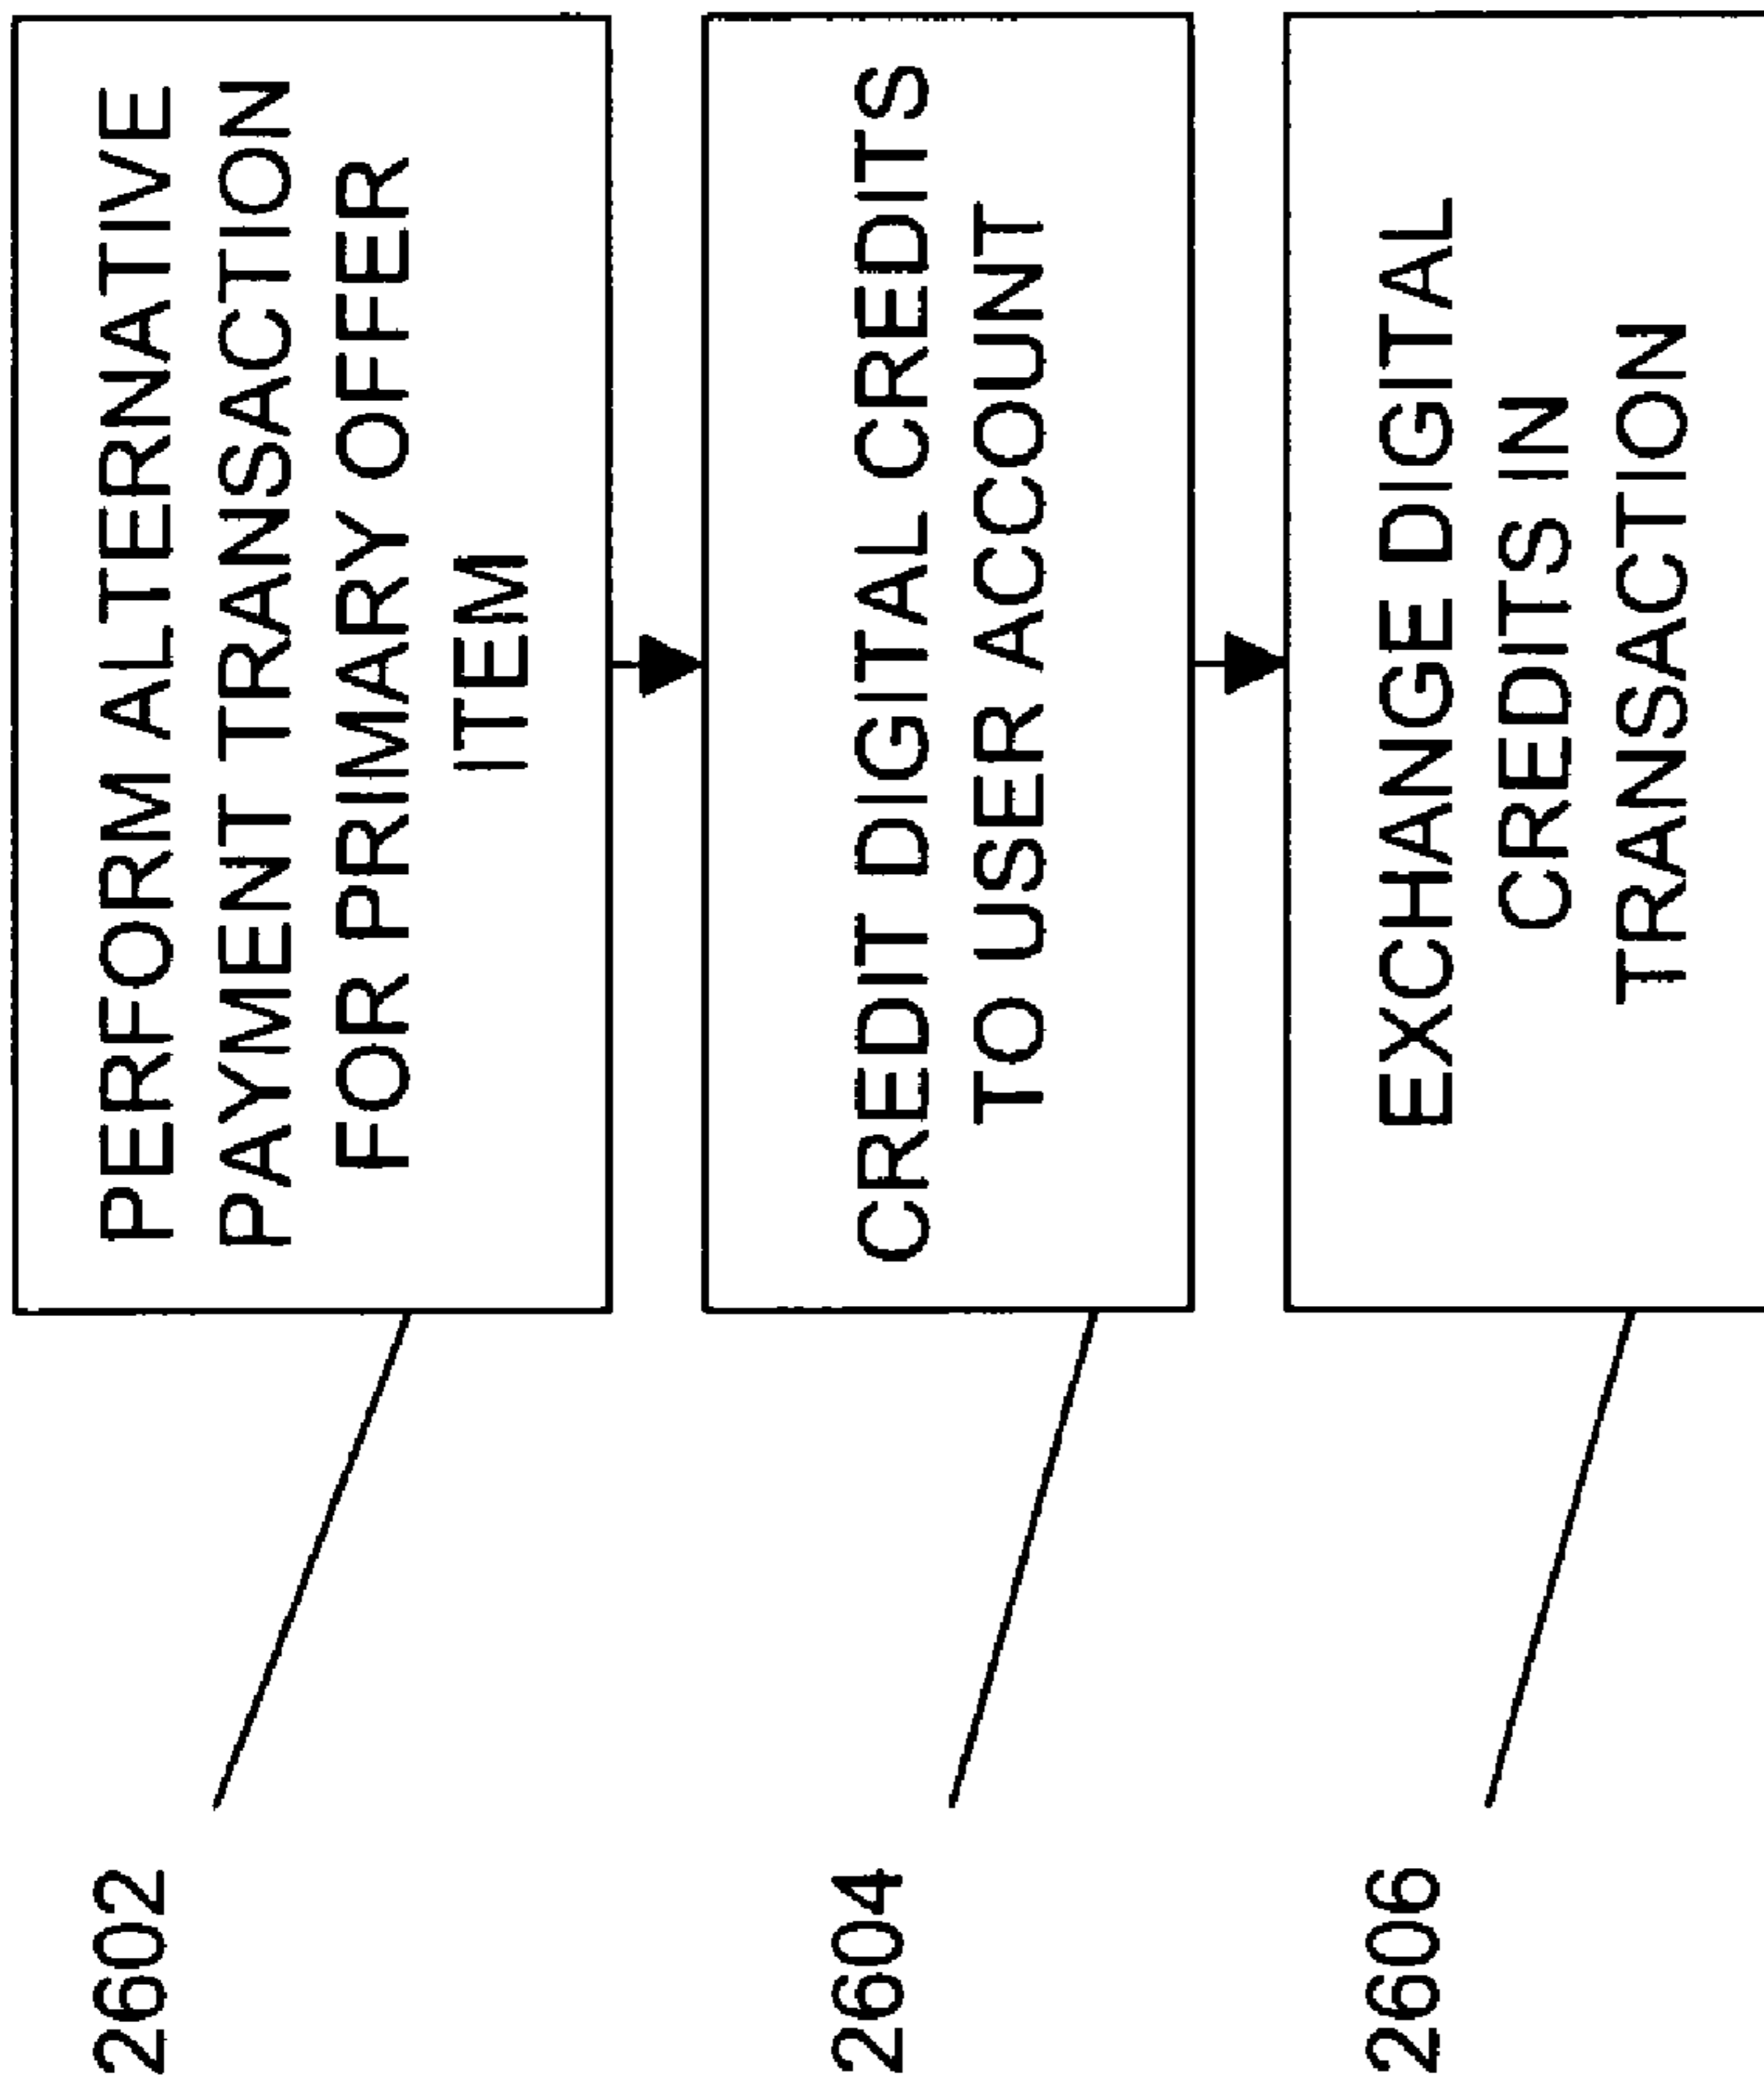 2602
PERFORM ALTERNATIVE
PAYMENT TRANSACTION
FOR PRIMARY OFFER
ITEM
2604
CREDIT DIGITAL CREDITS
TO USER ACCOUNT
2606
EXCHANGE DIGITAL
CREDITS IN
TRANSACTION